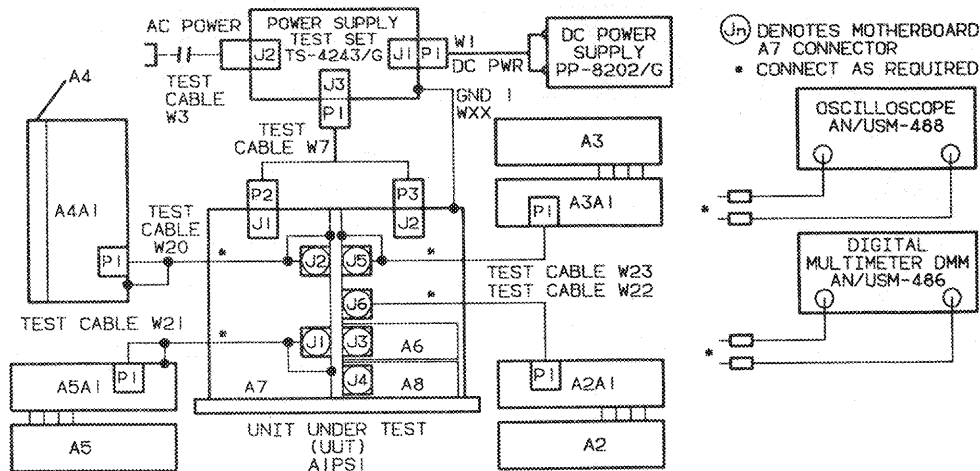 AC POWER
J2
POWER SUPPLY
TEST SET
TS-4243/G
J1
P1
W1
DC PWR
DC POWER
SUPPLY
PP-8202/G
Jn DENOTES MOTHERBOARD
A7 CONNECTOR
* CONNECT AS REQUIRED
TEST
CABLE
W3
J3
P1
GND 1
WXX
A4
A4A1
P1
TEST
CABLE W7
P2
J1
P3
J2
A3
A3A1
P1
OSCILLOSCOPE
AN/USM-488
*
TEST
CABLE
W20
*
J2
J5
*
TEST CABLE W23
TEST CABLE W22
J6
*
DIGITAL
MULTIMETER DMM
AN/USM-486
*
TEST CABLE W21
*
J1
J3
A6
J4
A8
A7
P1
A5A1
A5
P1
A2A1
A2
UNIT UNDER TEST
(UUT)
A1PS1